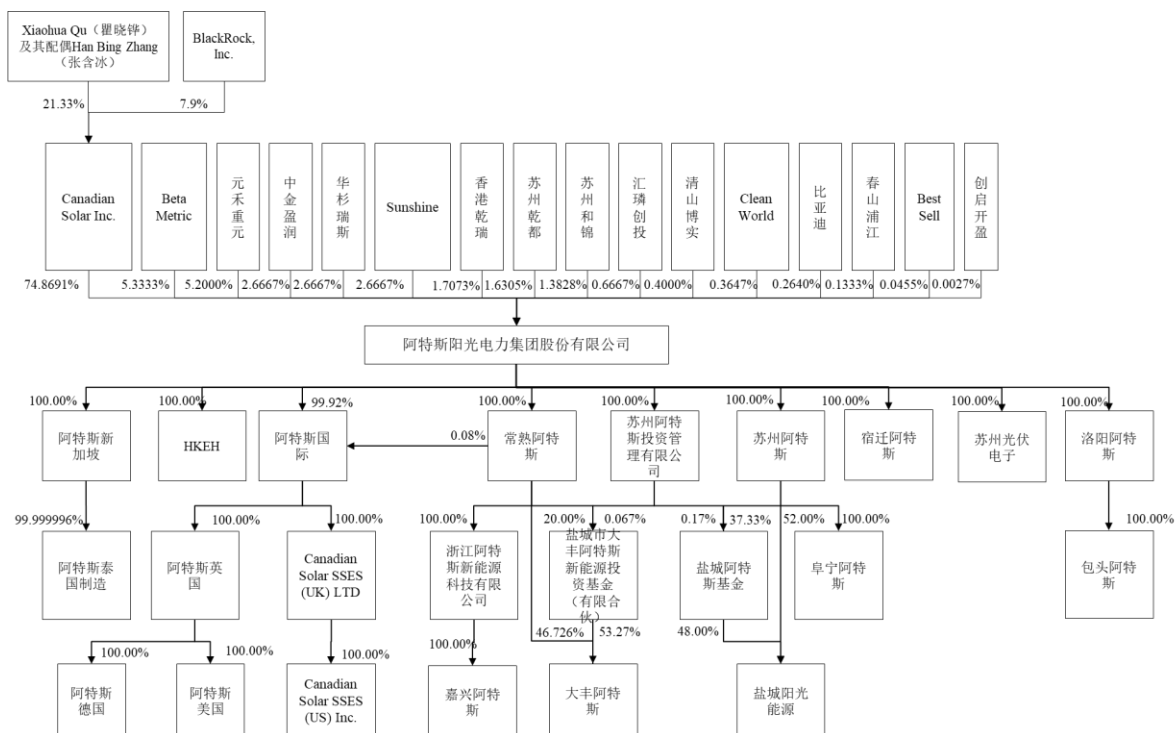 Xiaohua Qu（瞿晓铧）
及其配偶Han Bing Zhang
（张含冰）
BlackRock,
Inc.
21.33%
7.9%
Canadian
Solar Inc.
Beta
Metric
元禾重元
中金盈润
华杉瑞斯
Sunshine
香港乾瑞
苏州乾都
苏州和锦
汇璘创投
清山博实
Clean
World
比亚迪
春山浦江
Best
Sell
创启开盈
74.8691%
5.3333%
5.2000%
2.6667%
2.6667%
2.6667%
1.7073%
1.6305%
1.3828%
0.6667%
0.4000%
0.3647%
0.2640%
0.1333%
0.0455%
0.0027%
阿特斯阳光电力集团股份有限公司
100.00%
100.00%
99.92%
100.00%
100.00%
100.00%
100.00%
100.00%
100.00%
阿特斯新
加坡
HKEH
阿特斯国
际
0.08%
常熟阿特
斯
苏州阿特
斯投资管
理有限公
司
苏州阿特
斯
宿迁阿特
斯
苏州光伏
电子
洛阳阿特
斯
99.999996%
100.00%
100.00%
100.00%
20.00%
0.067%
0.17%
37.33%
52.00%
100.00%
100.00%
阿特斯泰
国制造
阿特斯英
国
Canadian
Solar SSES
(UK) LTD
浙江阿特
斯新能源
科技有限
公司
盐城市大
丰阿特斯
新能源投
资基金
（有限合
伙）
盐城阿特
斯基金
阜宁阿特
斯
包头阿特
斯
100.00%
100.00%
100.00%
100.00%
46.726%
53.27%
48.00%
阿特斯
德国
阿特斯
美国
Canadian
Solar SSES
(US) Inc.
嘉兴阿特
斯
大丰阿特
斯
盐城阳光
能源